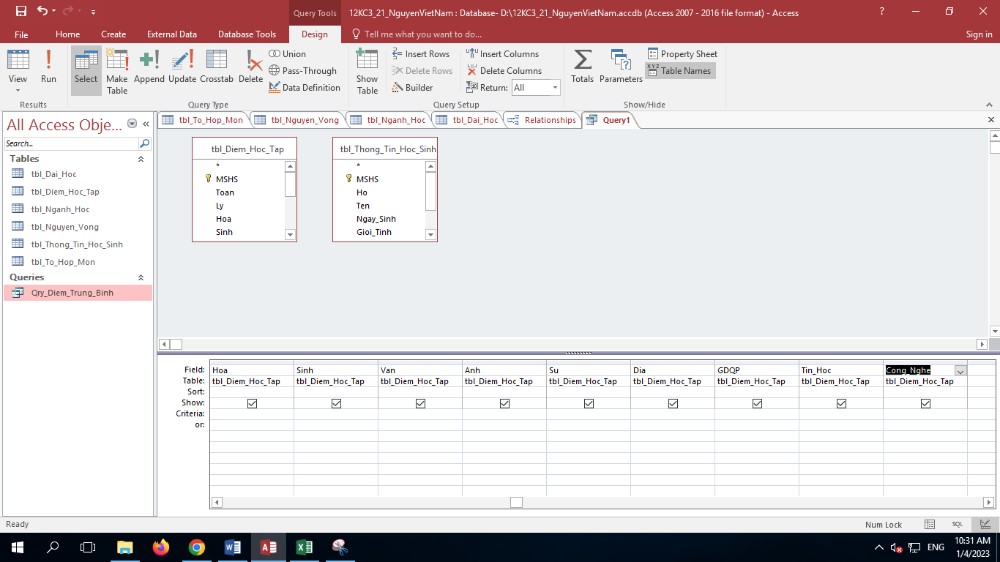 Query Tools
12KC3_21_NguyenVietNam : Database- D:\12KC3_21_NguyenVietNam.accdb (Access 2007 - 2016 file format) - Access
?
File Home Create External Data Database Tools Design Tell me what you want to do... Sign in
View
Run
Select
Make Table
Append
Update
Crosstab
Delete
Union
Pass-Through
Data Definition
Show Table
Insert Rows
Delete Rows
Builder
Insert Columns
Delete Columns
Return: All
Totals
Parameters
Property Sheet
XYZ Table Names
Results Query Type Query Setup Show/Hide
All Access Obje...
Search...
Tables
tbl_Dai_Hoc
tbl_Diem_Hoc_Tap
tbl_Nganh_Hoc
tbl_Nguyen_Vong
tbl_Thong_Tin_Hoc_Sinh
tbl_To_Hop_Mon
Queries
Qry_Diem_Trung_Binh
tbl_To_Hop_Mon tbl_Nguyen_Vong tbl_Nganh_Hoc tbl_Dai_Hoc Relationships Query1
tbl_Diem_Hoc_Tap
*
MSHS
Toan
Ly
Hoa
Sinh
tbl_Thong_Tin_Hoc_Sinh
*
MSHS
Ho
Ten
Ngay_Sinh
Gioi_Tinh
Field: Hoa Sinh Van Anh Su Dia GDQP Tin_Hoc Cong_Nghe
Table: tbl_Diem_Hoc_Tap tbl_Diem_Hoc_Tap tbl_Diem_Hoc_Tap tbl_Diem_Hoc_Tap tbl_Diem_Hoc_Tap tbl_Diem_Hoc_Tap tbl_Diem_Hoc_Tap tbl_Diem_Hoc_Tap tbl_Diem_Hoc_Tap
Sort:
Show:
Criteria:
or:
Ready Num Lock SQL
ENG
10:31 AM
1/4/2023